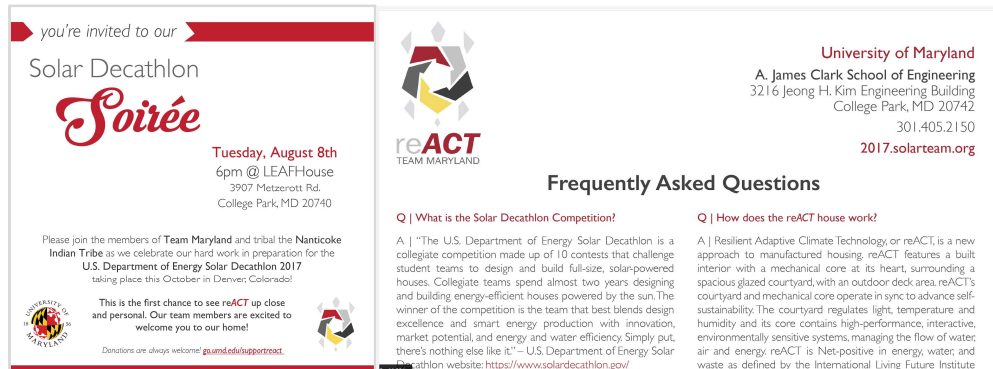 you're invited to our
Solar Decathlon
Soirée
Tuesday, August 8th
6pm @ LEAFHouse
3907 Metzerott Rd.
College Park, MD 20740
Please join the members of Team Maryland and tribal the Nanticoke
Indian Tribe as we celebrate our hard work in preparation for the
U.S. Department of Energy Solar Decathlon 2017
taking place this October in Denver, Colorado!
This is the first chance to see reACT up close
and personal. Our team members are excited to
welcome you to our home!
Donations are always welcome! go.umd.edu/supportreact
UNIVERSITY OF
18 56
MARYLAND
reACT
TEAM MARYLAND
University of Maryland
A. James Clark School of Engineering
3216 Jeong H. Kim Engineering Building
College Park, MD 20742
301.405.2150
2017.solarteam.org
Frequently Asked Questions
Q | What is the Solar Decathlon Competition?
A | "The U.S. Department of Energy Solar Decathlon is a
collegiate competition made up of 10 contests that challenge
student teams to design and build full-size, solar-powered
houses. Collegiate teams spend almost two years designing
and building energy-efficient houses powered by the sun. The
winner of the competition is the team that best blends design
excellence and smart energy production with innovation,
market potential, and energy and water efficiency. Simply put,
there's nothing else like it." – U.S. Department of Energy Solar
Decathlon website: https://www.solardecathlon.gov/
Q | How does the reACT house work?
A | Resilient Adaptive Climate Technology, or reACT, is a new
approach to manufactured housing. reACT features a built
interior with a mechanical core at its heart, surrounding a
spacious glazed courtyard, with an outdoor deck area. reACT's
courtyard and mechanical core operate in sync to advance self-
sustainability. The courtyard regulates light, temperature and
humidity and its core contains high-performance, interactive,
environmentally sensitive systems, managing the flow of water,
air and energy. reACT is Net-positive in energy, water, and
waste as defined by the International Living Future Institute